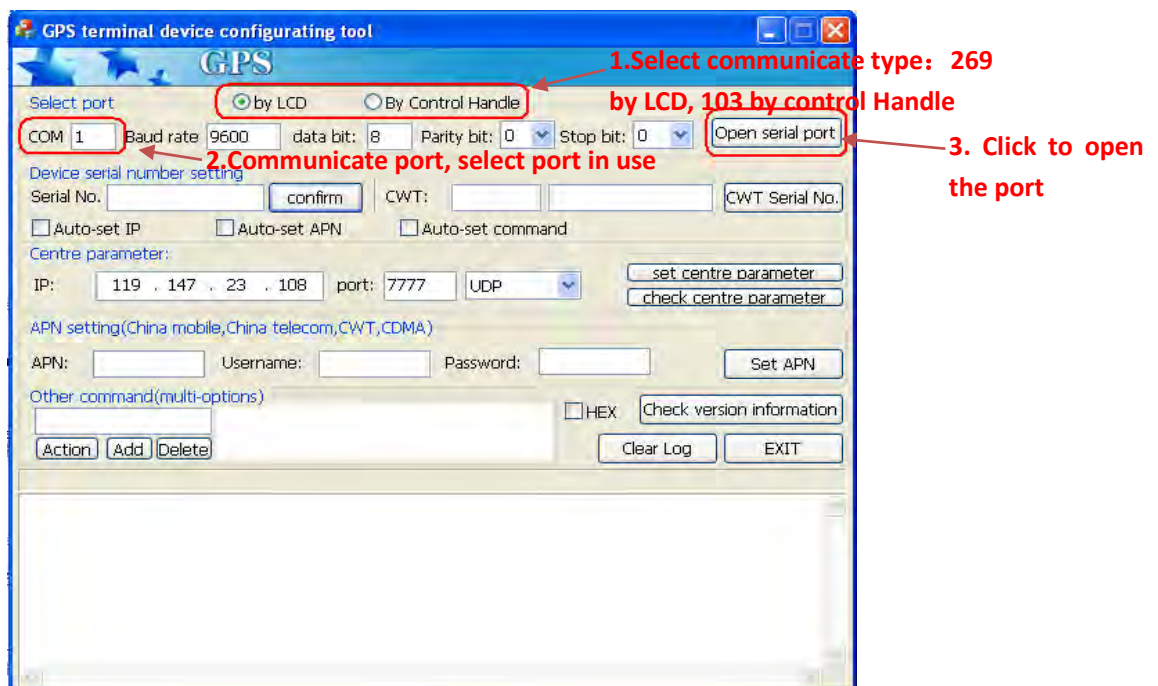 GPS terminal device configurating tool
GPS
1.Select communicate type：269
by LCD, 103 by control Handle
Select port by LCD By Control Handle
COM 1 Baud rate 9600 data bit: 8 Parity bit: 0 Stop bit: 0 Open serial port
2.Communicate port, select port in use
3. Click to open
the port
Device serial number setting
Serial No. confirm CWT: CWT Serial No.
Auto-set IP Auto-set APN Auto-set command
Centre parameter:
IP: 119 . 147 . 23 . 108 port: 7777 UDP
set centre parameter
check centre parameter
APN setting(China mobile,China telecom,CWT,CDMA)
APN: Username: Password: Set APN
Other command(multi-options)
HEX Check version information
Action Add Delete Clear Log EXIT